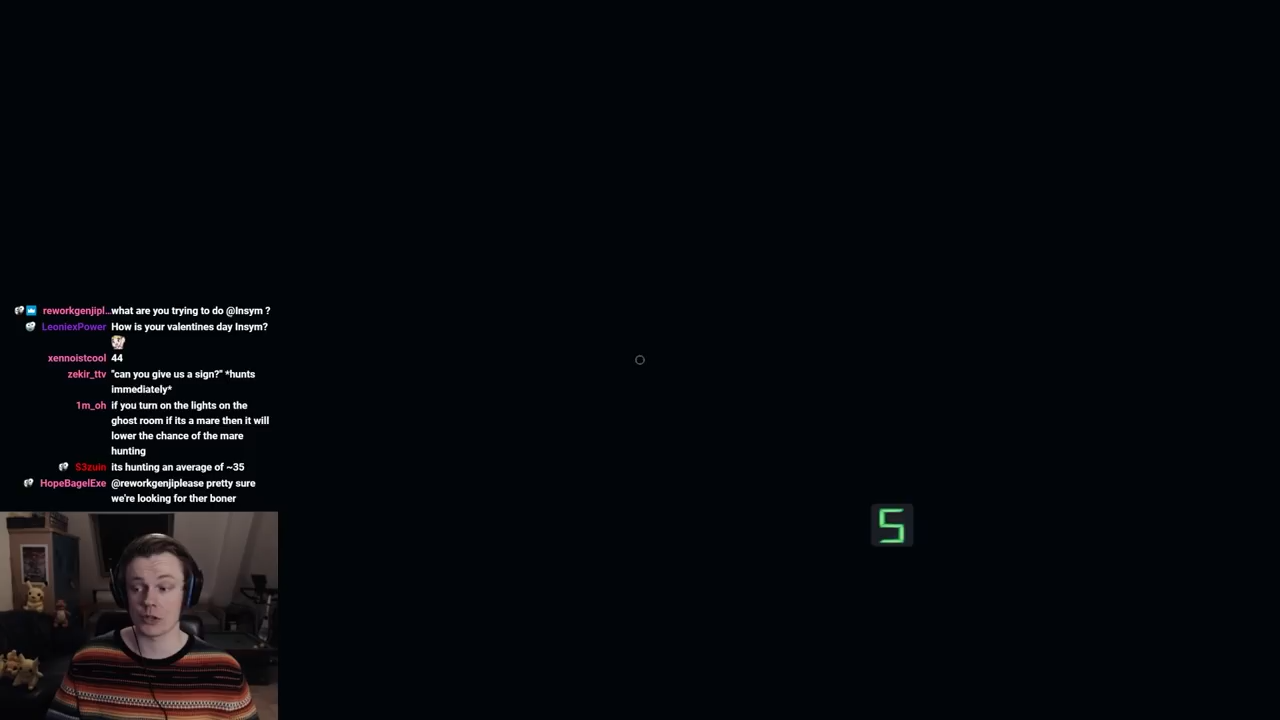 reworkgenjipl… what are you trying to do @Insym ?
LeoniexPower How is your valentines day Insym?
xennoistcool 44
zekir_ttv "can you give us a sign?" *hunts
immediately*
1m_oh if you turn on the lights on the
ghost room if its a mare then it will
lower the chance of the mare
hunting
S3zuin its hunting an average of ~35
HopeBagelExe @reworkgenjiplease pretty sure
we're looking for ther boner
5